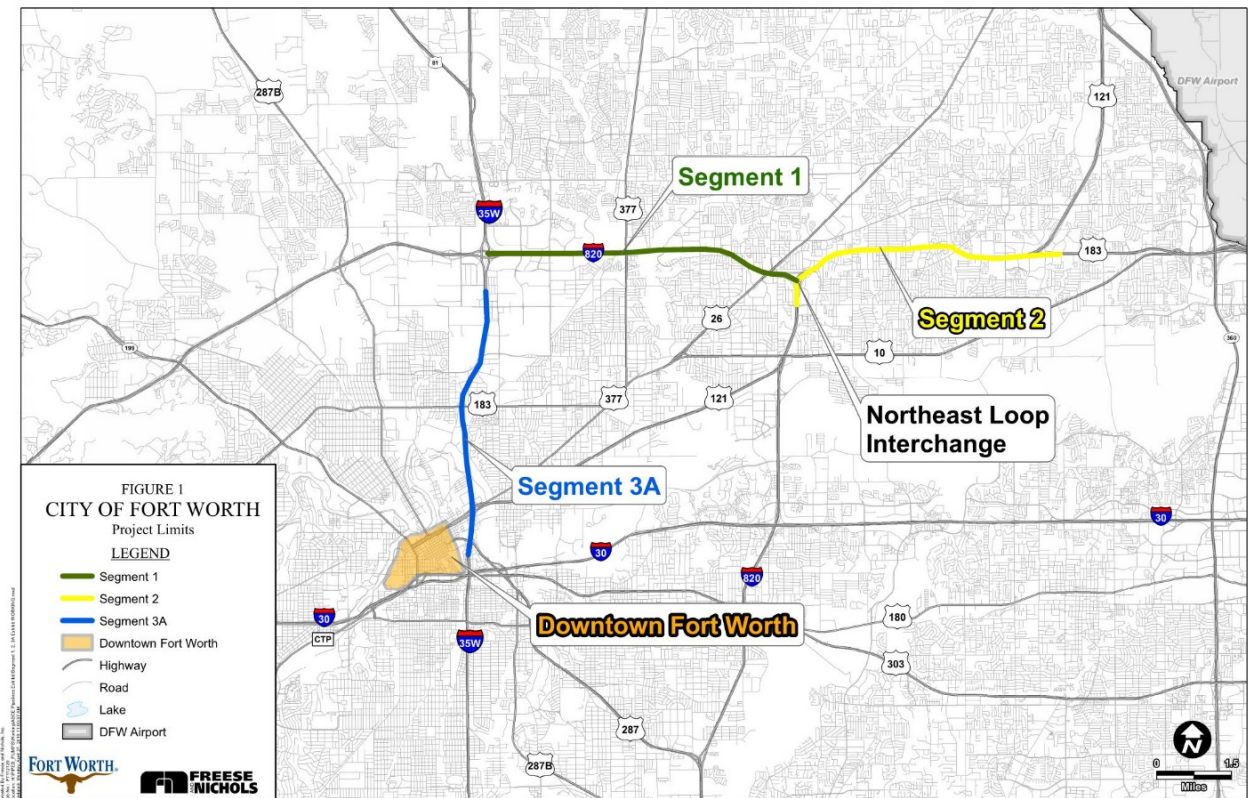 81
287B
DFW Airport
121
Segment 1
377
35W
820
183
Segment 2
26
10
199
360
377
121
183
Northeast Loop
Interchange
Segment 3A
30
30
820
Downtown Fort Worth
180
30
CTP
35W
303
287
287B
N
0 1.5
Miles
FIGURE 1
CITY OF FORT WORTH
Project Limits
LEGEND
Segment 1
Segment 2
Segment 3A
Downtown Fort Worth
Highway
Road
Lake
DFW Airport
FORT WORTH®
FREESE
AND
NICHOLS